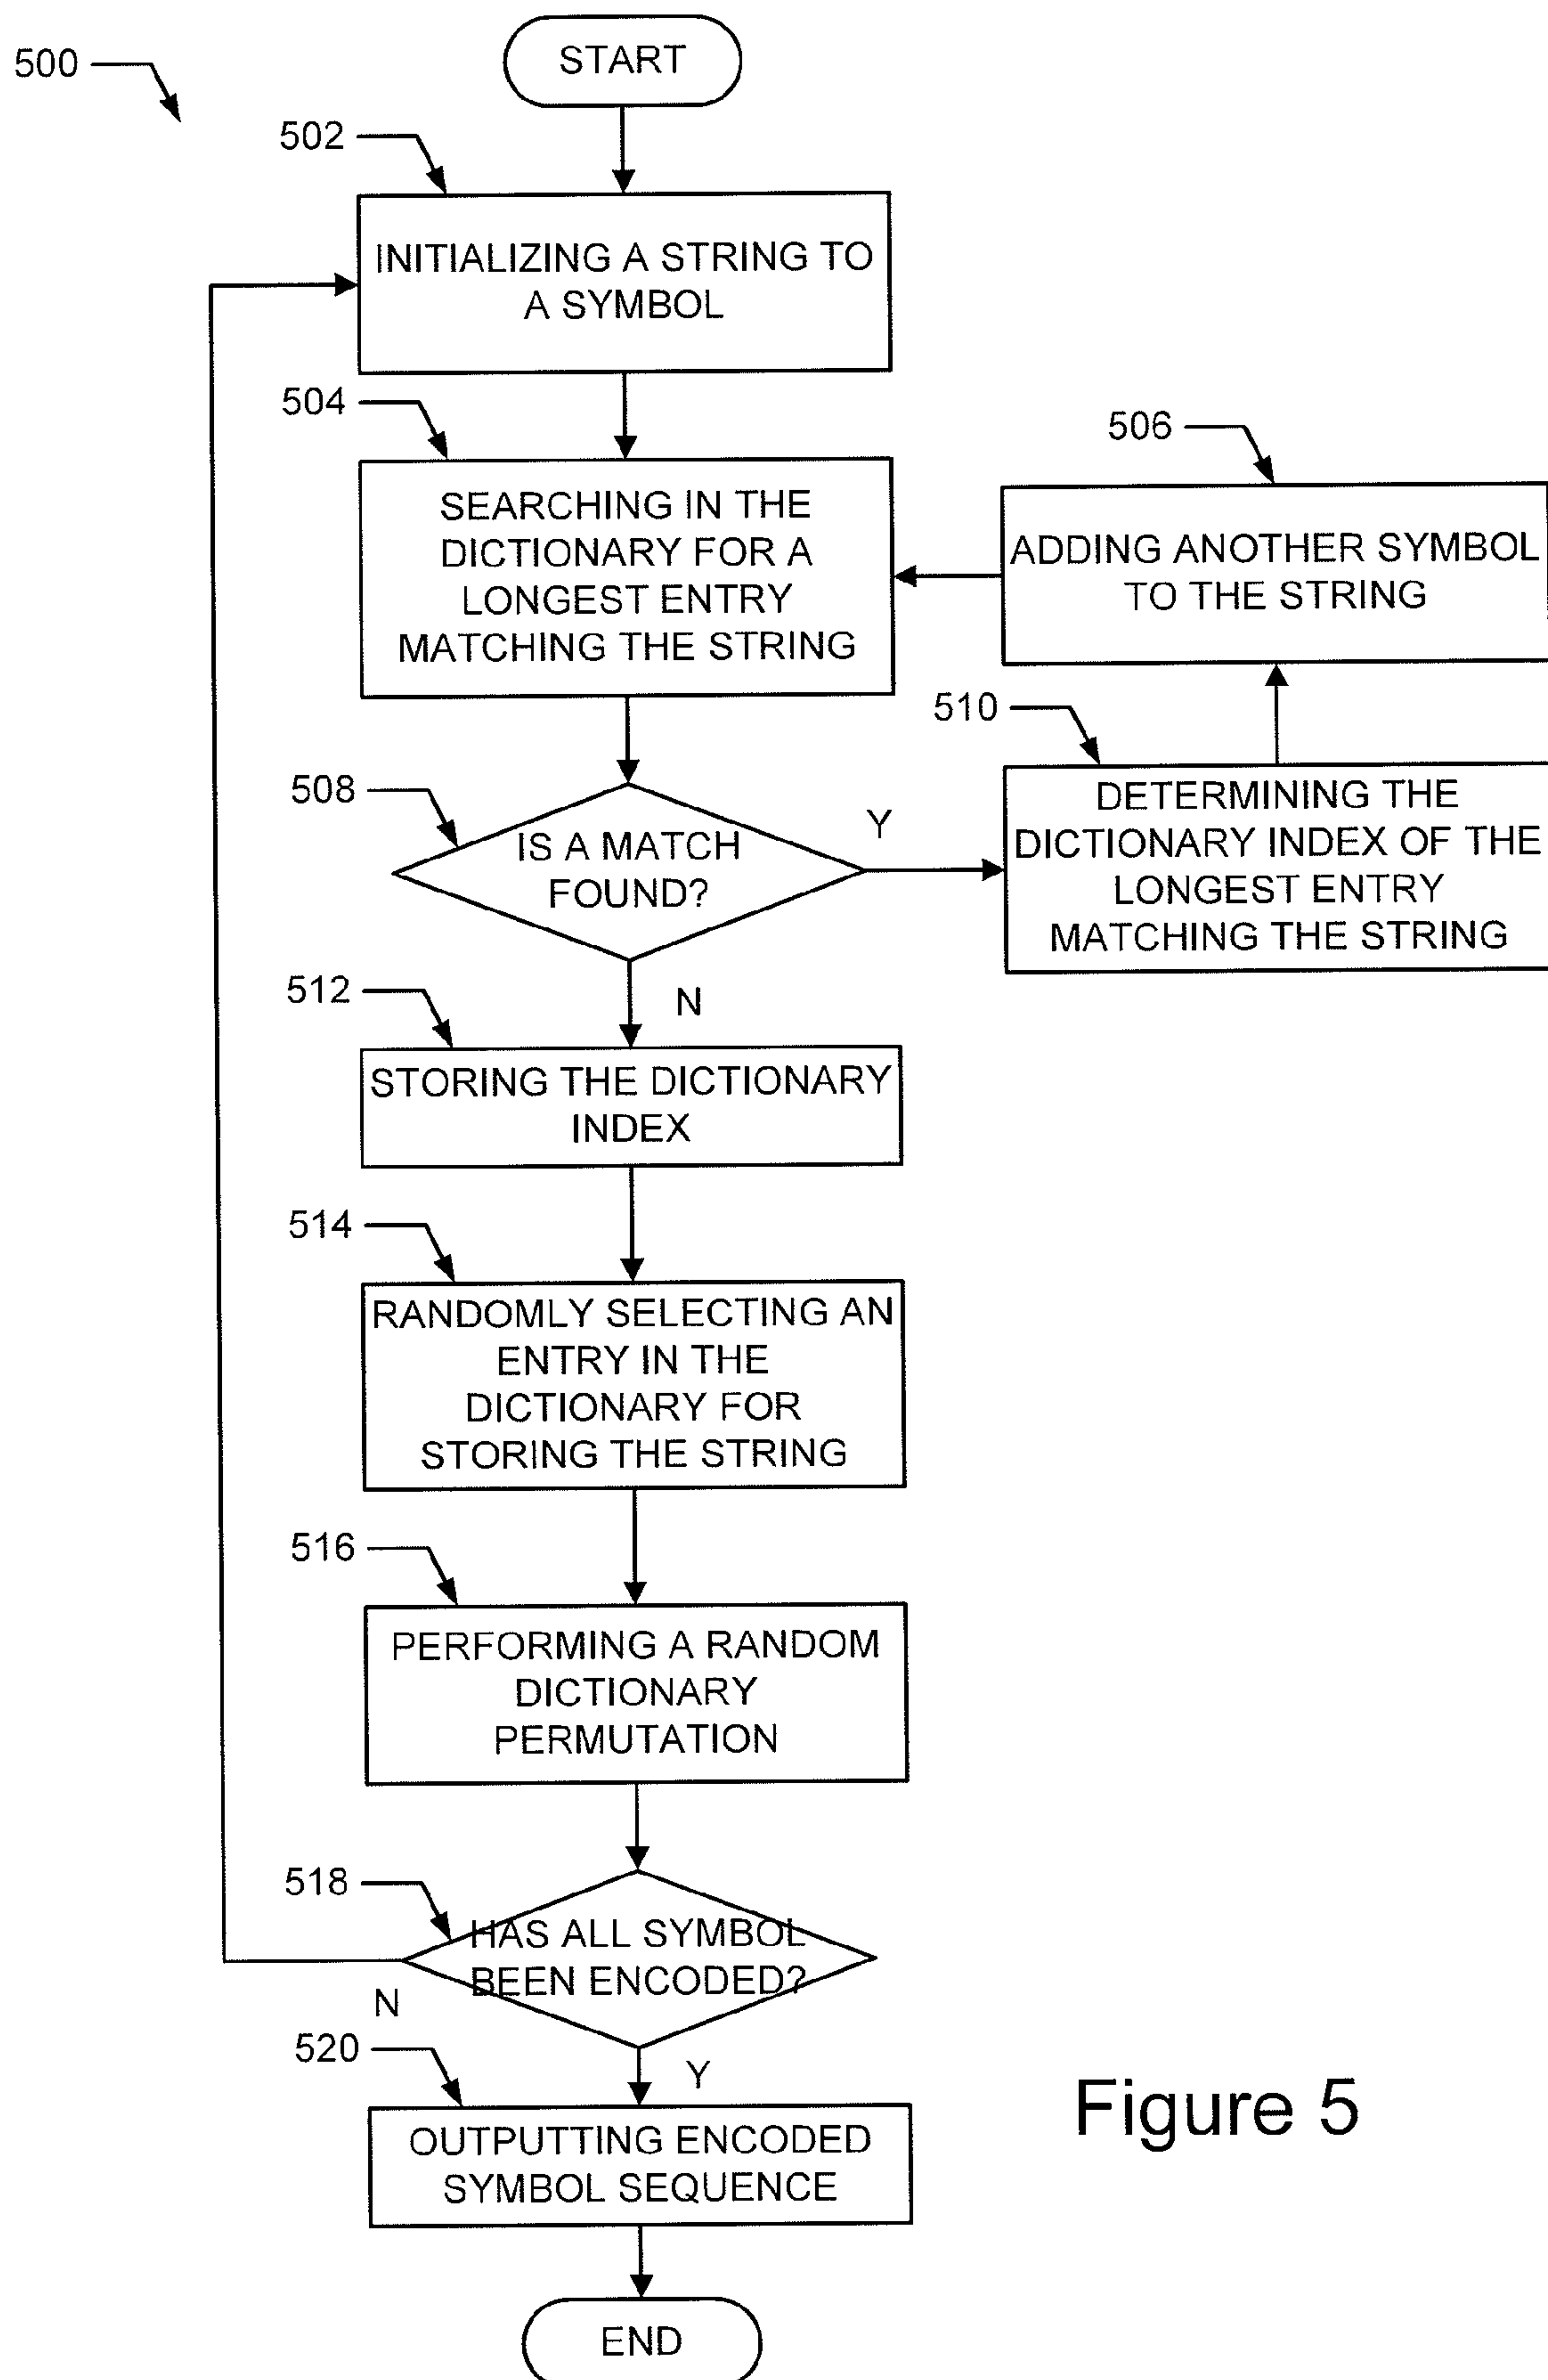 START
500
502
INITIALIZING A STRING TO
A SYMBOL
504
SEARCHING IN THE
DICTIONARY FOR A
LONGEST ENTRY
MATCHING THE STRING
506
ADDING ANOTHER SYMBOL
TO THE STRING
508
IS A MATCH
FOUND?
Y
510
DETERMINING THE
DICTIONARY INDEX OF THE
LONGEST ENTRY
MATCHING THE STRING
N
512
STORING THE DICTIONARY
INDEX
514
RANDOMLY SELECTING AN
ENTRY IN THE
DICTIONARY FOR
STORING THE STRING
516
PERFORMING A RANDOM
DICTIONARY
PERMUTATION
518
HAS ALL SYMBOL
BEEN ENCODED?
N
Y
520
OUTPUTTING ENCODED
SYMBOL SEQUENCE
END
Figure 5